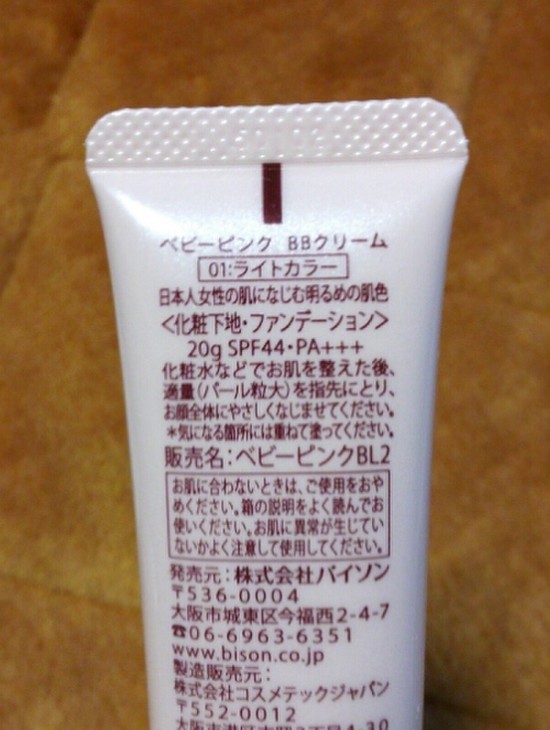 ベビーピンク BBクリーム
01:ライトカラー
日本人女性の肌になじむ明るめの肌色
<化粧下地・ファンデーション>
20g SPF44・PA+++
化粧水などでお肌を整えた後、
適量(パール粒大)を指先にとり、
お顔全体にやさしくなじませてください。
*気になる箇所には重ねて塗ってください。
販売名:ベビーピンクBL2
お肌に合わないときは、ご使用をおや
めください。箱の説明をよく読んでお
使いください。お肌に異常が生じてい
ないかよく注意して使用してください。
発売元:株式会社バイソン
〒536-0004
大阪市城東区今福西2-4-7
☎06-6963-6351
www.bison.co.jp
製造販売元:
株式会社コスメテックジャパン
〒552-0012
大阪市港区市岡3丁目4-30